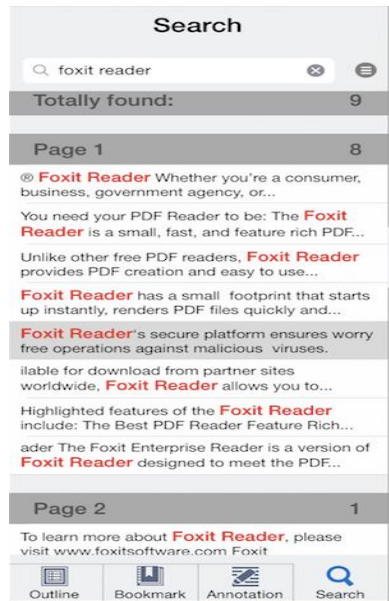 Search
foxit reader
Totally found: 9
Page 1 8
® Foxit Reader Whether you're a consumer,
business, government agency, or...
You need your PDF Reader to be: The Foxit
Reader is a small, fast, and feature rich PDF...
Unlike other free PDF readers, Foxit Reader
provides PDF creation and easy to use...
Foxit Reader has a small footprint that starts
up instantly, renders PDF files quickly and...
Foxit Reader's secure platform ensures worry
free operations against malicious viruses.
ilable for download from partner sites
worldwide, Foxit Reader allows you to...
Highlighted features of the Foxit Reader
include: The Best PDF Reader Feature Rich...
ader The Foxit Enterprise Reader is a version of
Foxit Reader designed to meet the PDF...
Page 2 1
To learn more about Foxit Reader, please
visit www.foxitsoftware.com Foxit
Outline Bookmark Annotation Search